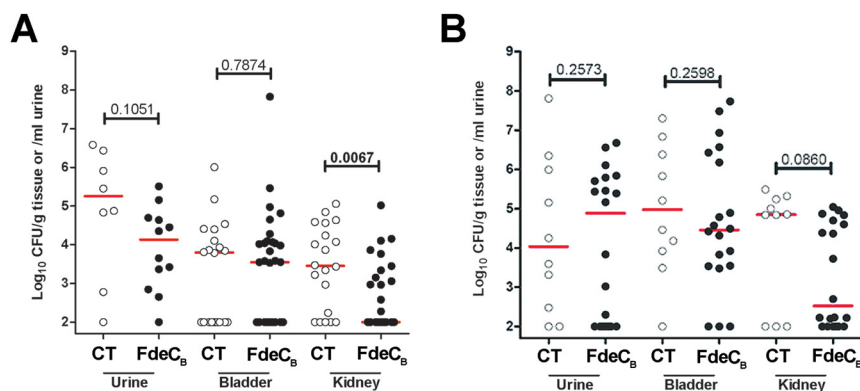 A
Log10 CFU/g tissue or /ml urine
9
8
7
6
5
4
3
2
0.1051
0.7874
0.0067
CT FdeCB CT FdeCB CT FdeCB
Urine Bladder Kidney
B
Log10 CFU/g tissue or /ml urine
9
8
7
6
5
4
3
2
0.2573
0.2598
0.0860
CT FdeCB CT FdeCB CT FdeCB
Urine Bladder Kidney